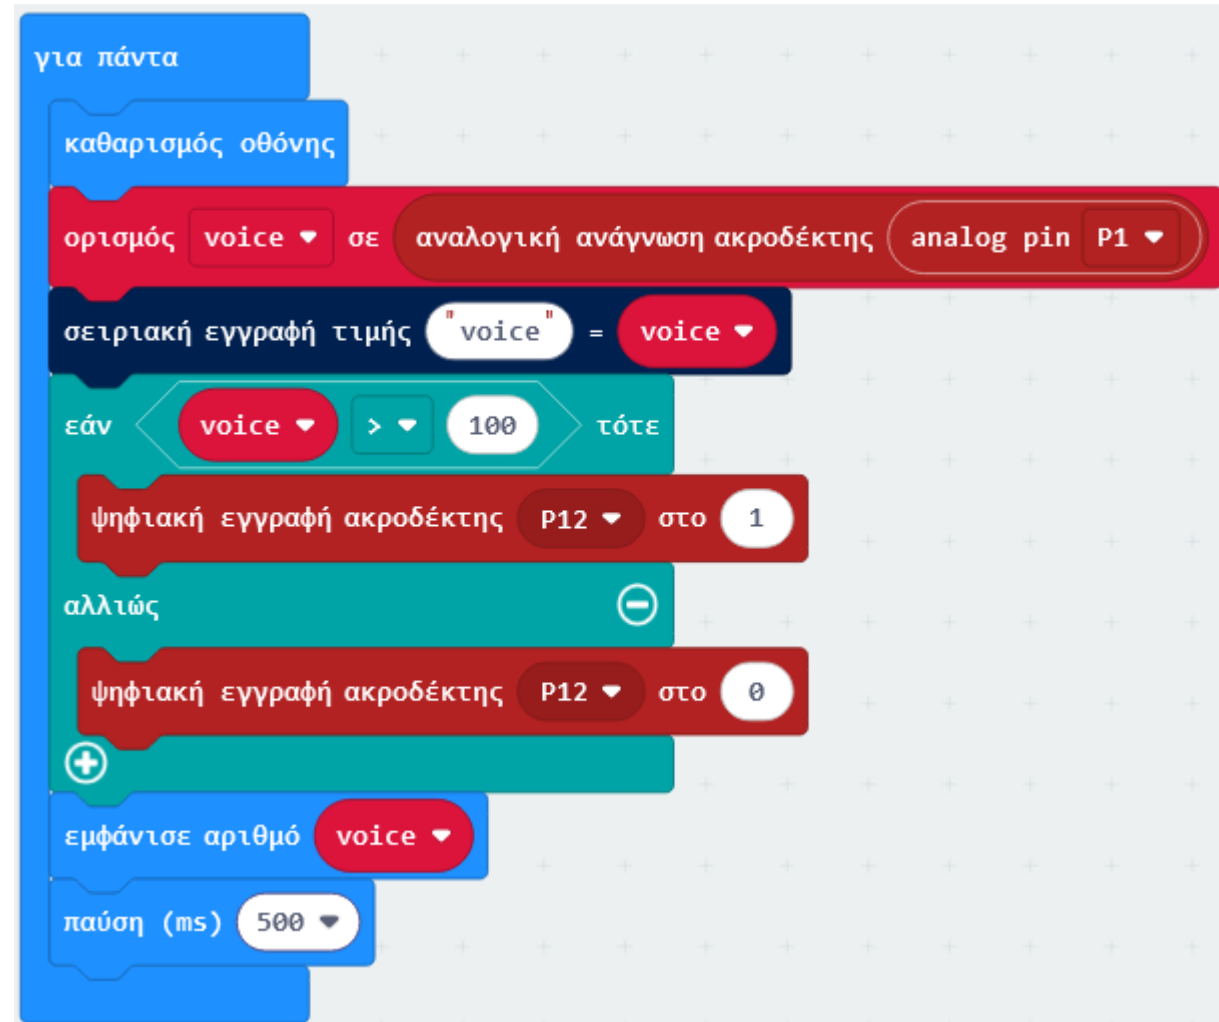 για πάντα
καθαρισμός οθόνης
ορισμός voice σε αναλογική ανάγνωση ακροδέκτης analog pin P1
σειριακή εγγραφή τιμής "voice" = voice
εάν voice > 100 τότε
ψηφιακή εγγραφή ακροδέκτης P12 στο 1
αλλιώς
ψηφιακή εγγραφή ακροδέκτης P12 στο 0
εμφάνισε αριθμό voice
παύση (ms) 500